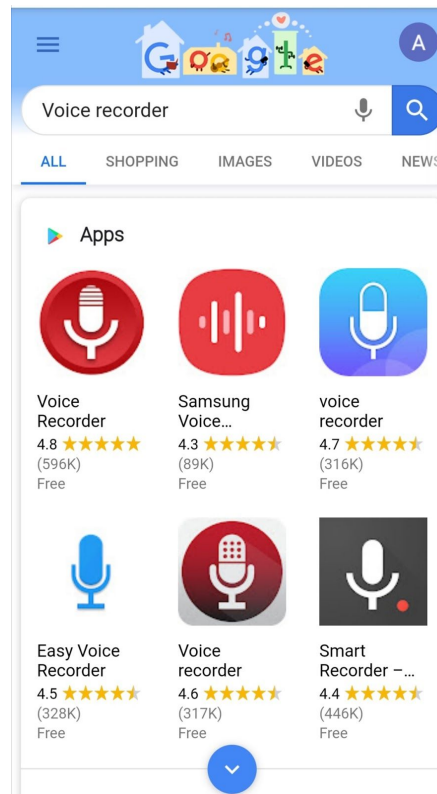 Google
A
Voice recorder
ALL SHOPPING IMAGES VIDEOS NEWS
Apps
Voice Samsung voice
Recorder Voice... recorder
4.8 4.3 4.7
(596K) (89K) (316K)
Free Free Free
Easy Voice Voice Smart
Recorder recorder Recorder –...
4.5 4.6 4.4
(328K) (317K) (446K)
Free Free Free